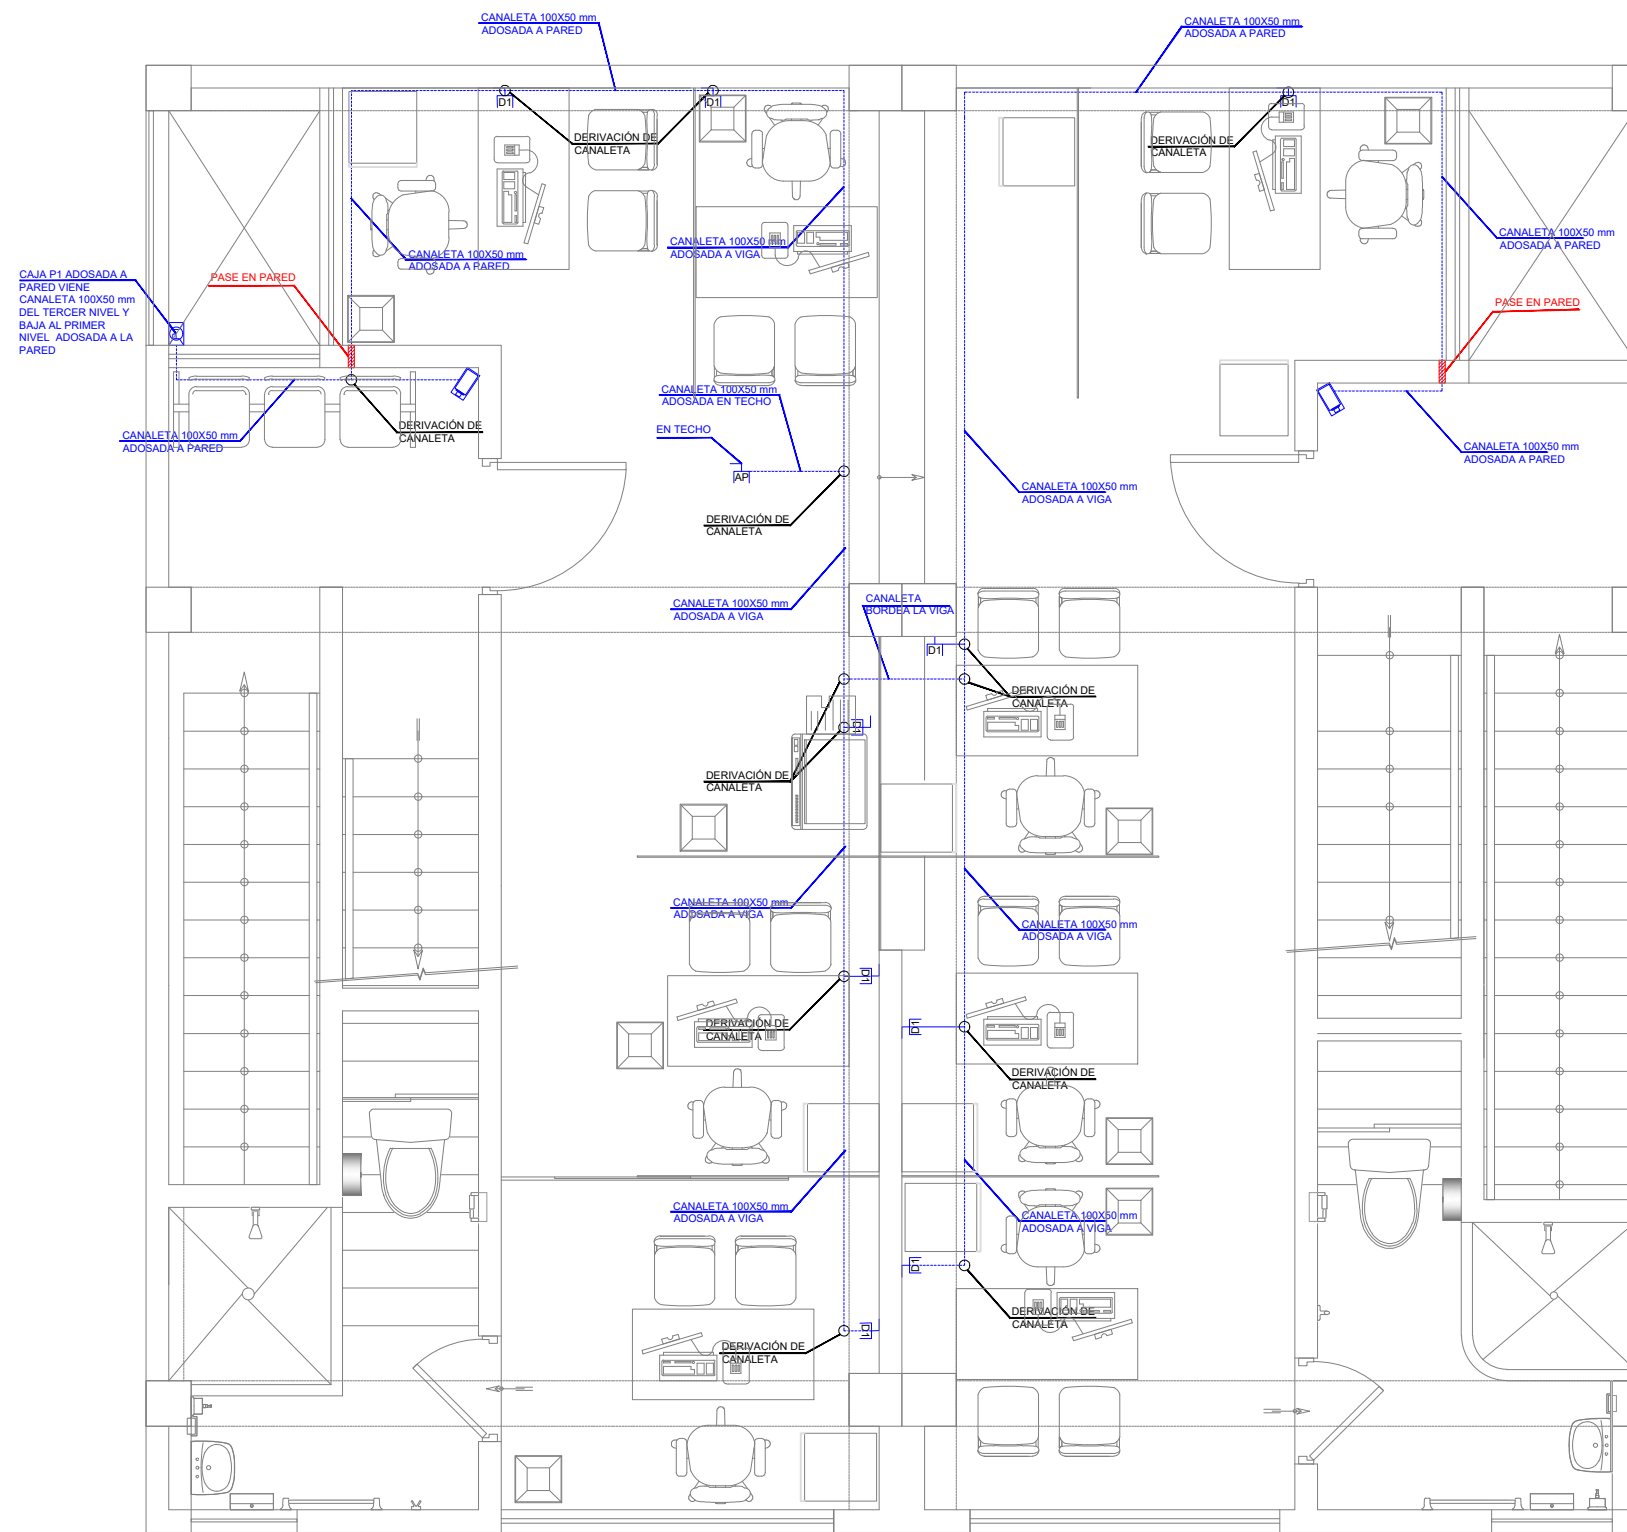 CANALETA 100X50 mm
ADOSADA A PARED
CANALETA 100X50 mm
ADOSADA A PARED
D1
D1
D1
DERIVACIÓN DE
CANALETA
DERIVACIÓN DE
CANALETA
CANALETA 100X50 mm
ADOSADA A PARED
CANALETA 100X50 mm
ADOSADA A VIGA
CANALETA 100X50 mm
ADOSADA A PARED
CAJA P1 ADOSADA A
PARED VIENE
CANALETA 100X50 mm
DEL TERCER NIVEL Y
BAJA AL PRIMER
NIVEL ADOSADA A LA
PARED
PASE EN PARED
PASE EN PARED
CANALETA 100X50 mm
ADOSADA EN TECHO
EN TECHO
AP
DERIVACIÓN DE
CANALETA
CANALETA 100X50 mm
ADOSADA A PARED
CANALETA 100X50 mm
ADOSADA A PARED
CANALETA 100X50 mm
ADOSADA A VIGA
DERIVACIÓN DE
CANALETA
CANALETA 100X50 mm
ADOSADA A VIGA
CANALETA
BORDEA LA VIGA
D1
DERIVACIÓN DE
CANALETA
D1
DERIVACIÓN DE
CANALETA
CANALETA 100X50 mm
ADOSADA A VIGA
CANALETA 100X50 mm
ADOSADA A VIGA
D1
DERIVACIÓN DE
CANALETA
D1
DERIVACIÓN DE
CANALETA
CANALETA 100X50 mm
ADOSADA A VIGA
CANALETA 100X50 mm
ADOSADA A VIGA
D1
DERIVACIÓN DE
CANALETA
D1
DERIVACIÓN DE
CANALETA